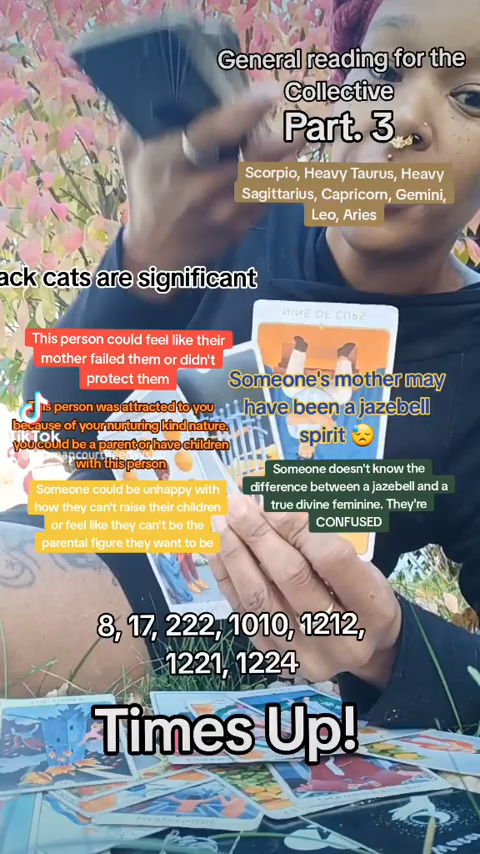 General reading for the
Collective
Part. 3
Scorpio, Heavy Taurus, Heavy
Sagittarius, Capricorn, Gemini,
Leo, Aries
ack cats are significant
NINE OF CUPS
This person could feel like their
mother failed them or didn't
protect them
Someone's mother may
have been a jazebell
spirit 😓
This person was attracted to you
because of your nurturing kind nature.
you could be a parent or have children
with this person
TikTok
Someone doesn't know the
difference between a jazebell and a
true divine feminine. They're
CONFUSED
Someone could be unhappy with
how they can't raise their children
or feel like they can't be the
parental figure they want to be
8, 17, 222, 1010, 1212,
1221, 1224
Times Up!